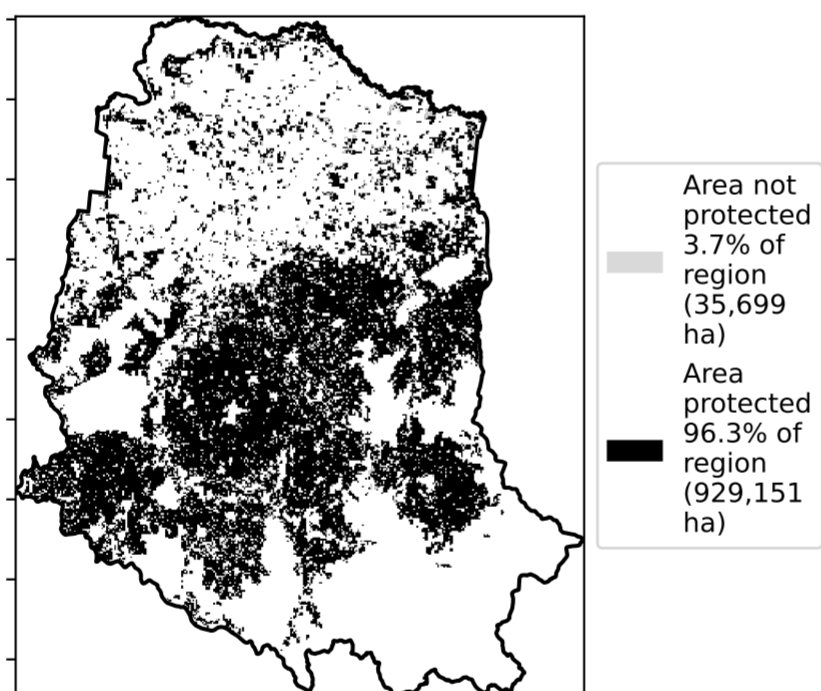 Area not
protected
3.7% of
region
(35,699
ha)
Area
protected
96.3% of
region
(929,151
ha)